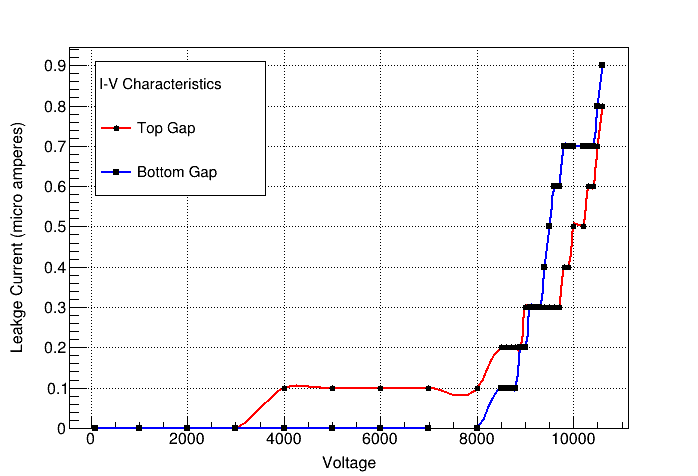 I-V Characteristics
Top Gap
Bottom Gap
Leakge Current (micro amperes)
0.9
0.8
0.7
0.6
0.5
0.4
0.3
0.2
0.1
0
0 2000 4000 6000 8000 10000
Voltage